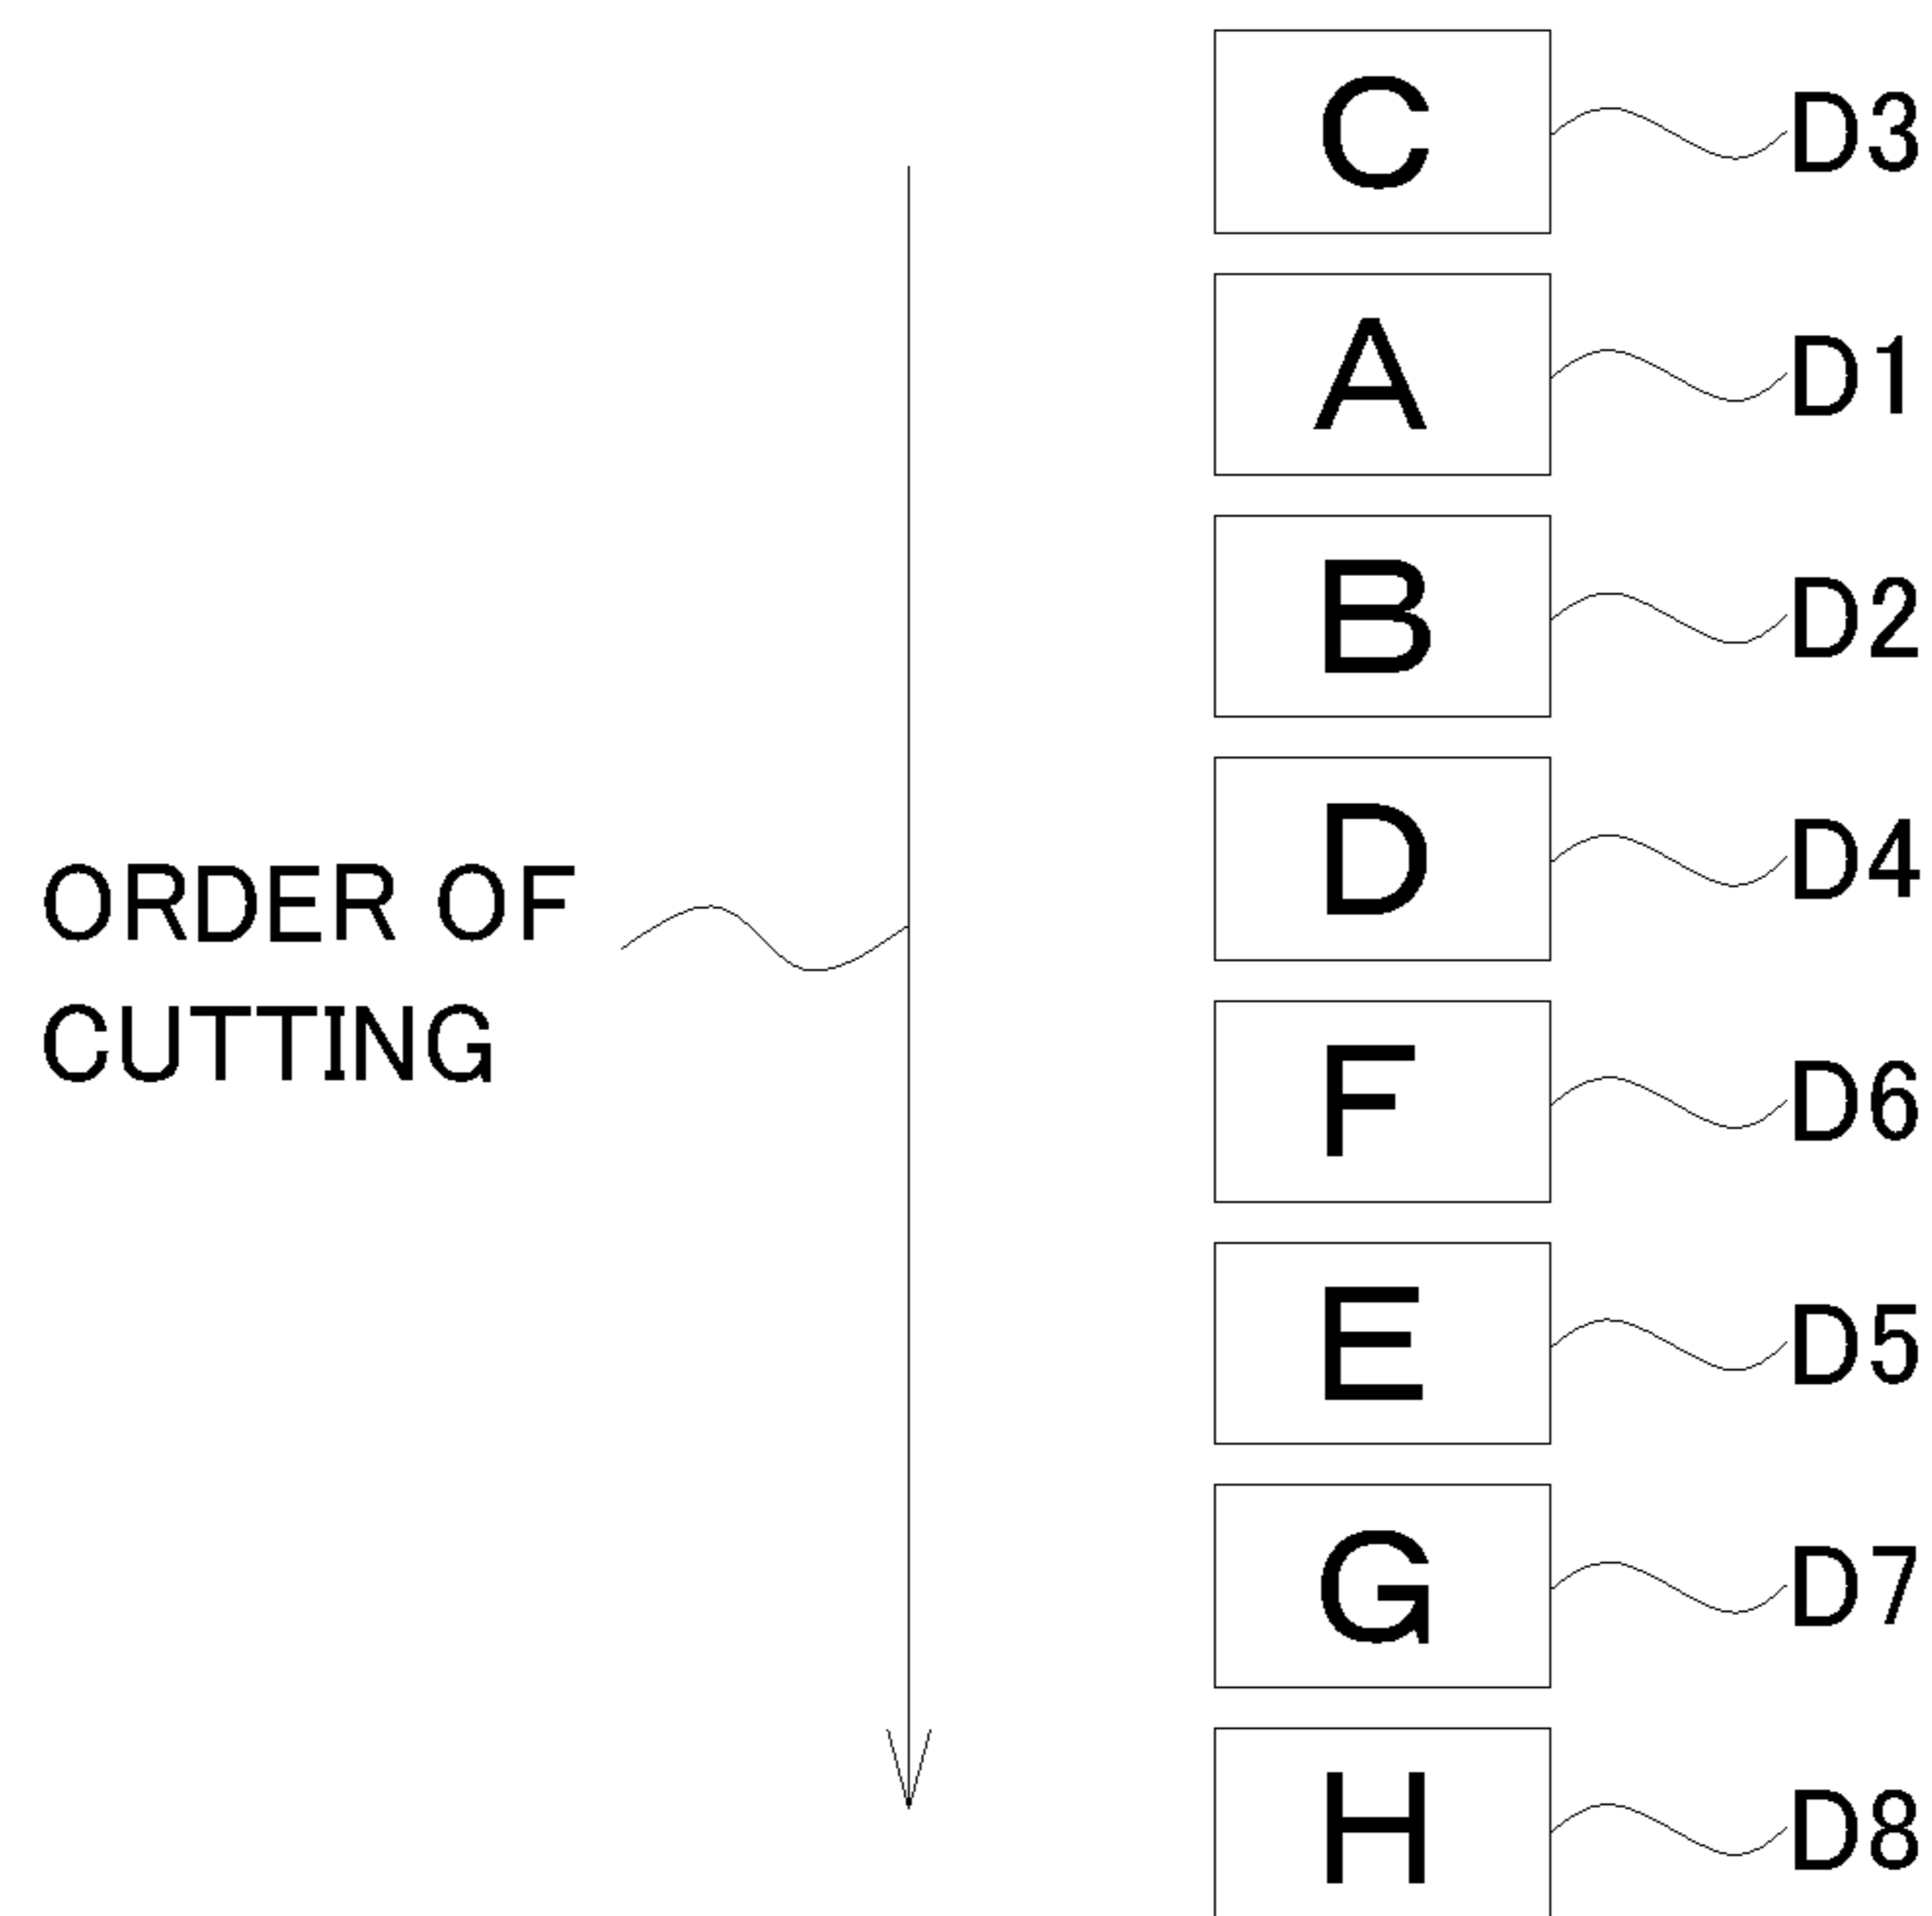 C D3
A D1
B D2
D D4
ORDER OF
CUTTING
F D6
E D5
G D7
H D8